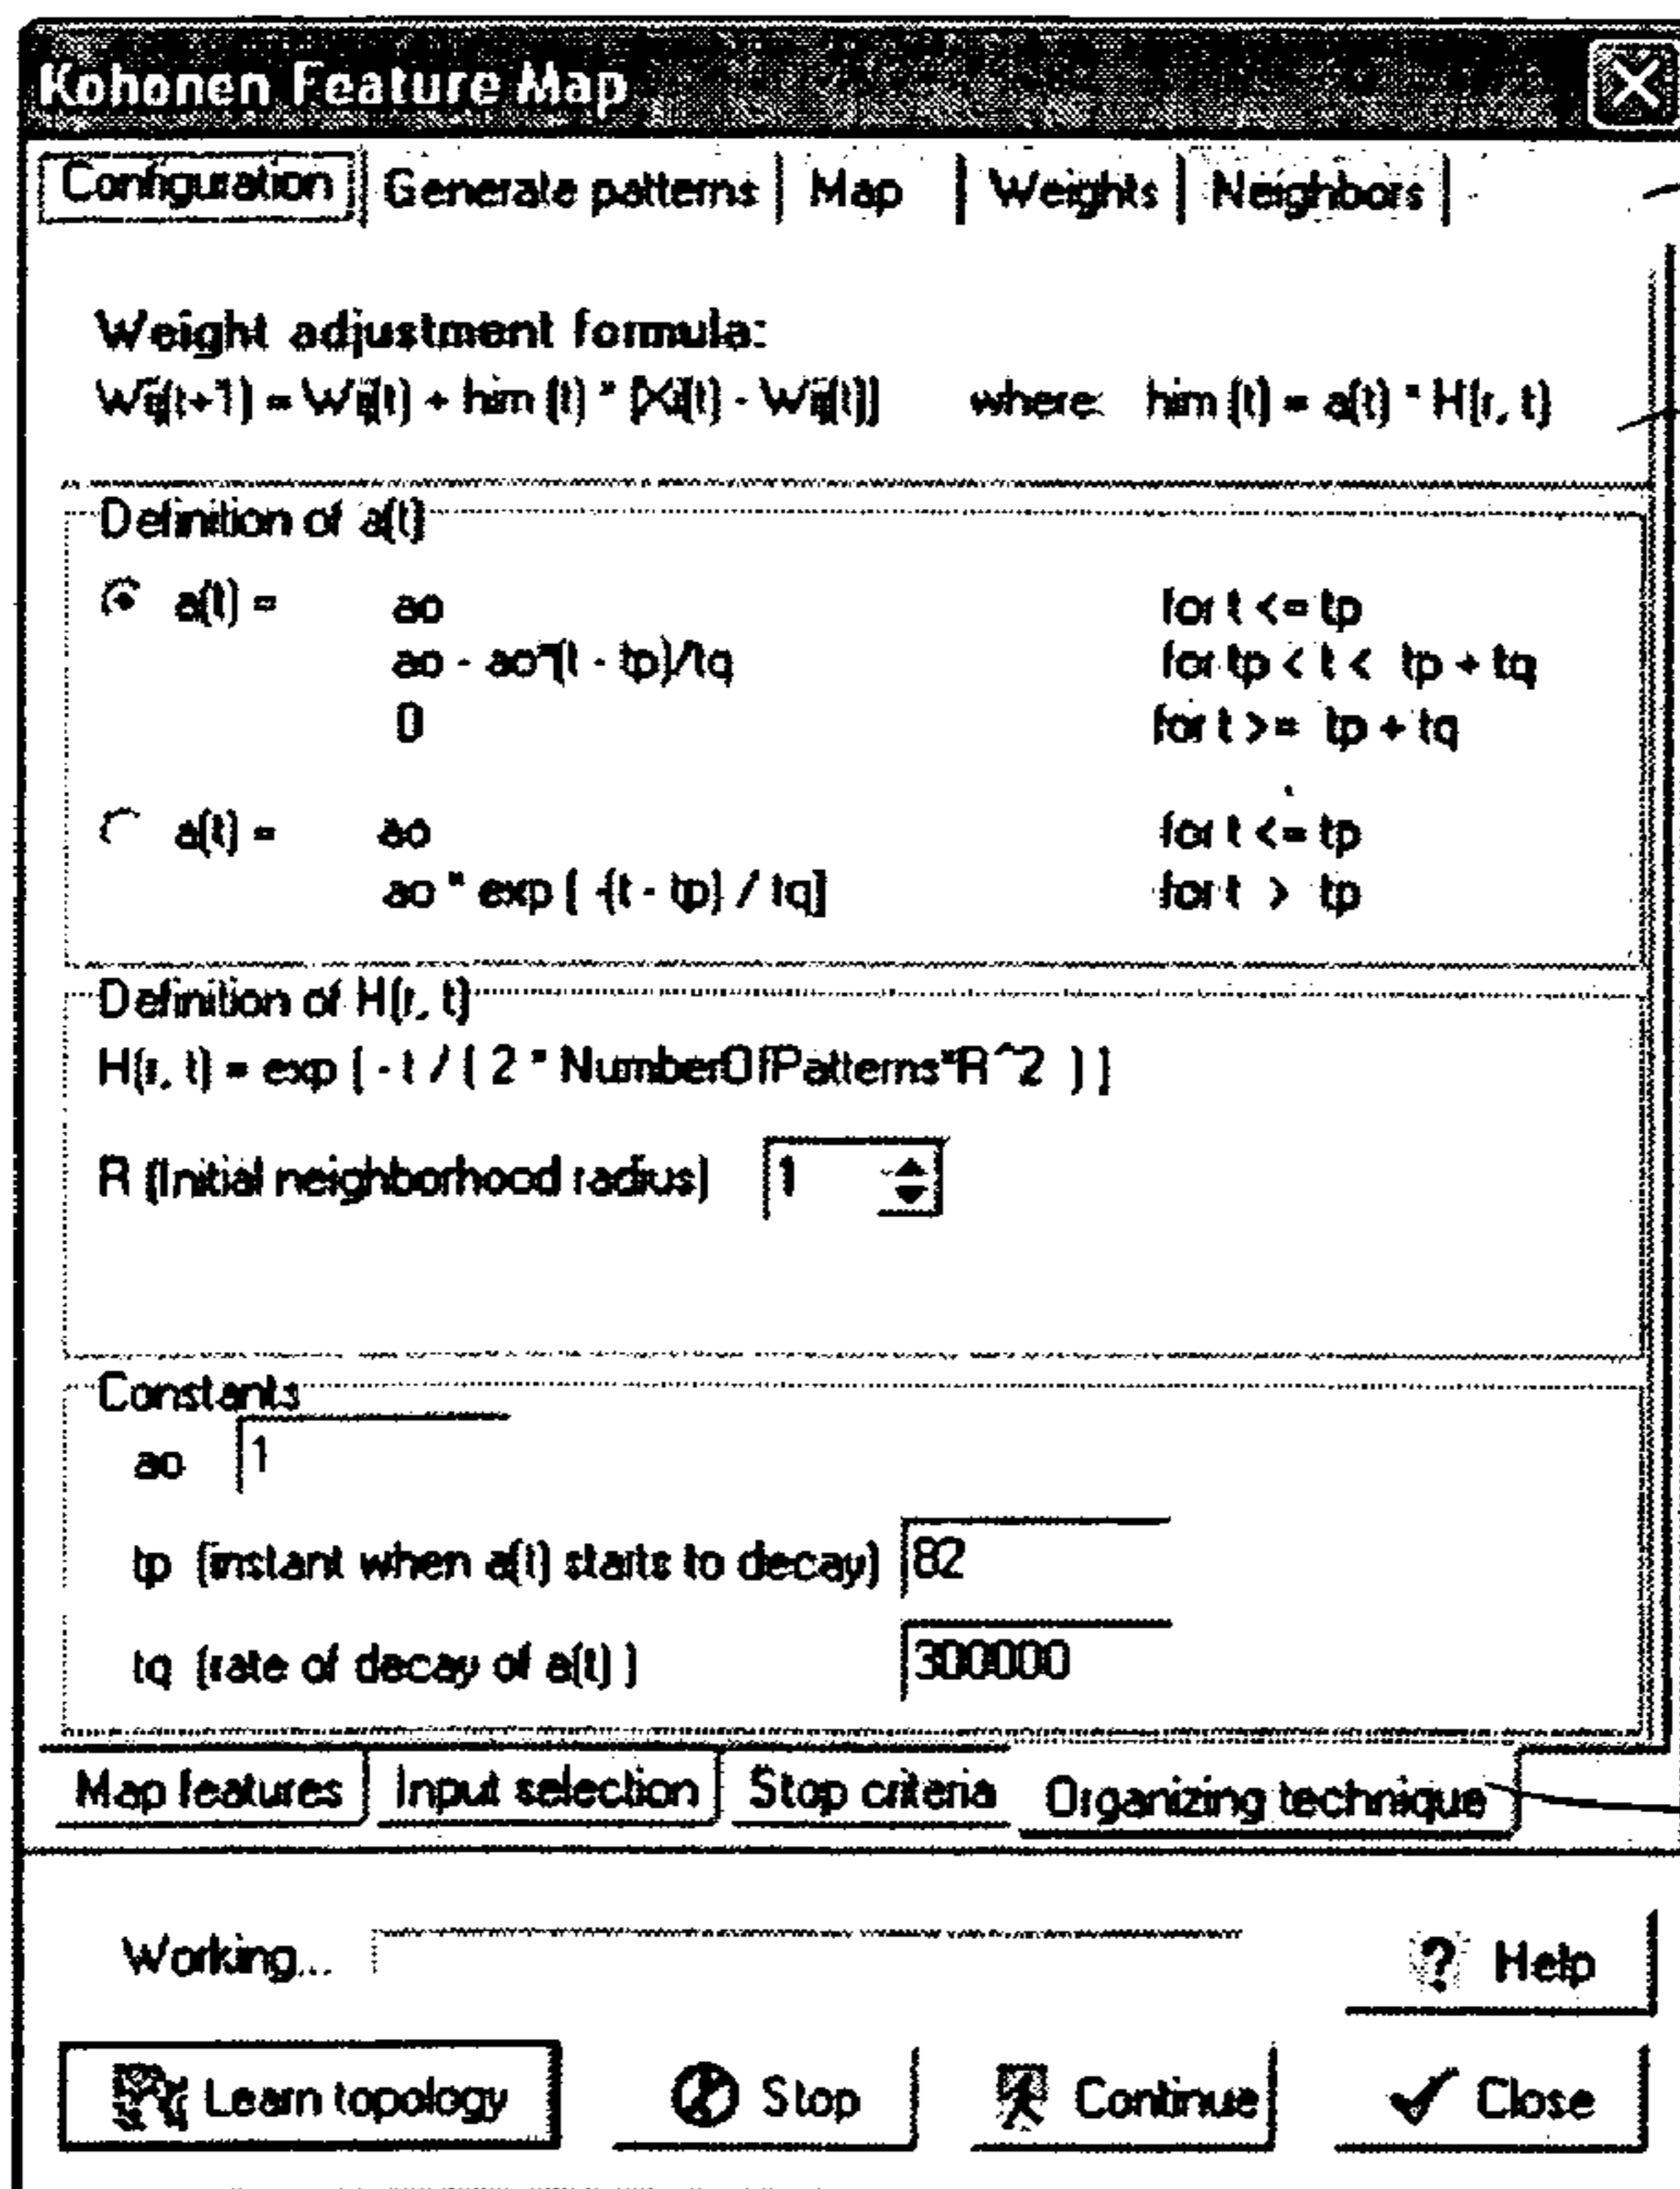 Kohonen Feature Map
Configuration Generate patterns Map Weights Neighbors
Weight adjustment formula:
Wij(t+1) = Wij(t) + him (t) * [Xi(t) - Wij(t)] where: him (t) = a(t) * H(r, t)
Definition of a(t)
a(t) = ao for t <= tp
ao - ao*(t - tp)/tq for tp < t < tp + tq
0 for t >= tp + tq
a(t) = ao for t <= tp
ao * exp [ -(t - tp) / tq] for t > tp
Definition of H(r, t)
H(r, t) = exp [ - t / ( 2 * NumberOfPatterns*R^2 ) ]
R (Initial neighborhood radius) 1
Constants
ao 1
tp (instant when a(t) starts to decay) 82
tq (rate of decay of a(t) ) 300000
Map features Input selection Stop criteria Organizing technique
Working...
? Help
Learn topology Stop Continue Close